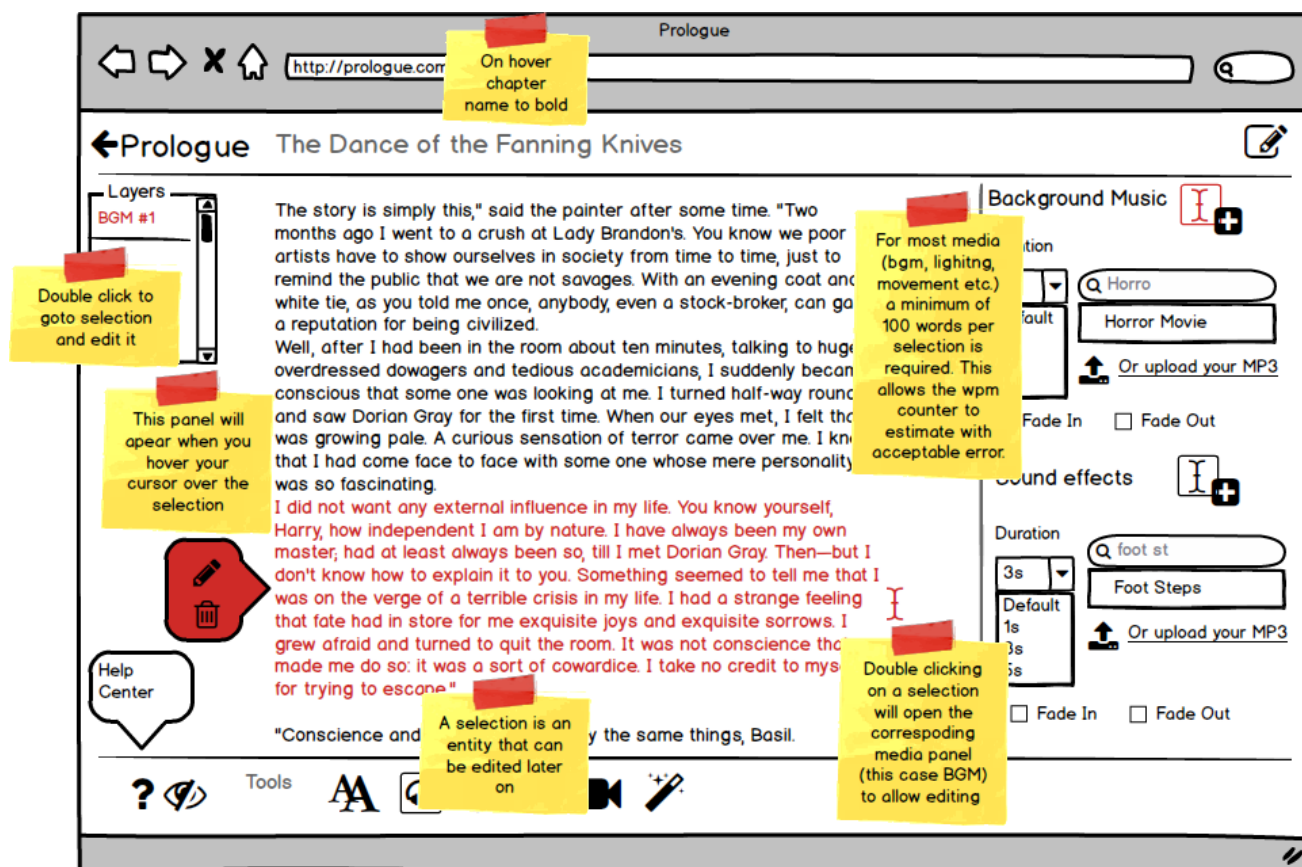 Prologue
http://prologue.com
On hover
chapter
name to bold
Prologue
The Dance of the Fanning Knives
Layers
BGM #1
Double click to
goto selection
and edit it
This panel will
apear when you
hover your
cursor over the
selection
Help
Center
The story is simply this," said the painter after some time. "Two
months ago I went to a crush at Lady Brandon's. You know we poor
artists have to show ourselves in society from time to time, just to
remind the public that we are not savages. With an evening coat and
white tie, as you told me once, anybody, even a stock-broker, can
a reputation for being civilized.
Well, after I had been in the room about ten minutes, talking to huge
overdressed dowagers and tedious academicians, I suddenly
conscious that some one was looking at me. I turned half-way round
and saw Dorian Gray for the first time. When our eyes met, I felt
was growing pale. A curious sensation of terror came over me. I
that I had come face to face with some one whose mere personality
was so fascinating.
I did not want any external influence in my life. You know yourself,
Harry, how independent I am by nature. I have always been my own
master; had at least always been so, till I met Dorian Gray. Then—but I
don't know how to explain it to you. Something seemed to tell me that I
was on the verge of a terrible crisis in my life. I had a strange feeling
that fate had in store for me exquisite joys and exquisite sorrows. I
grew afraid and turned to quit the room. It was not conscience
made me do so: it was a sort of cowardice. I take no credit to
for trying to escape."
"Conscience and
the same things, Basil.
A selection is an
entity that can
be edited later
on
For most media
(bgm, lighitng,
movement etc.)
a minimum of
100 words per
selection is
required. This
allows the wpm
counter to
estimate with
acceptable error.
Double clicking
on a selection
will open the
correspoding
media panel
(this case BGM)
to allow editing
Background Music
Horro
Horror Movie
Or upload your MP3
Fade In
Fade Out
Sound effects
Duration
3s
foot st
Default
Foot Steps
1s
3s
5s
Or upload your MP3
Fade In
Fade Out
Tools